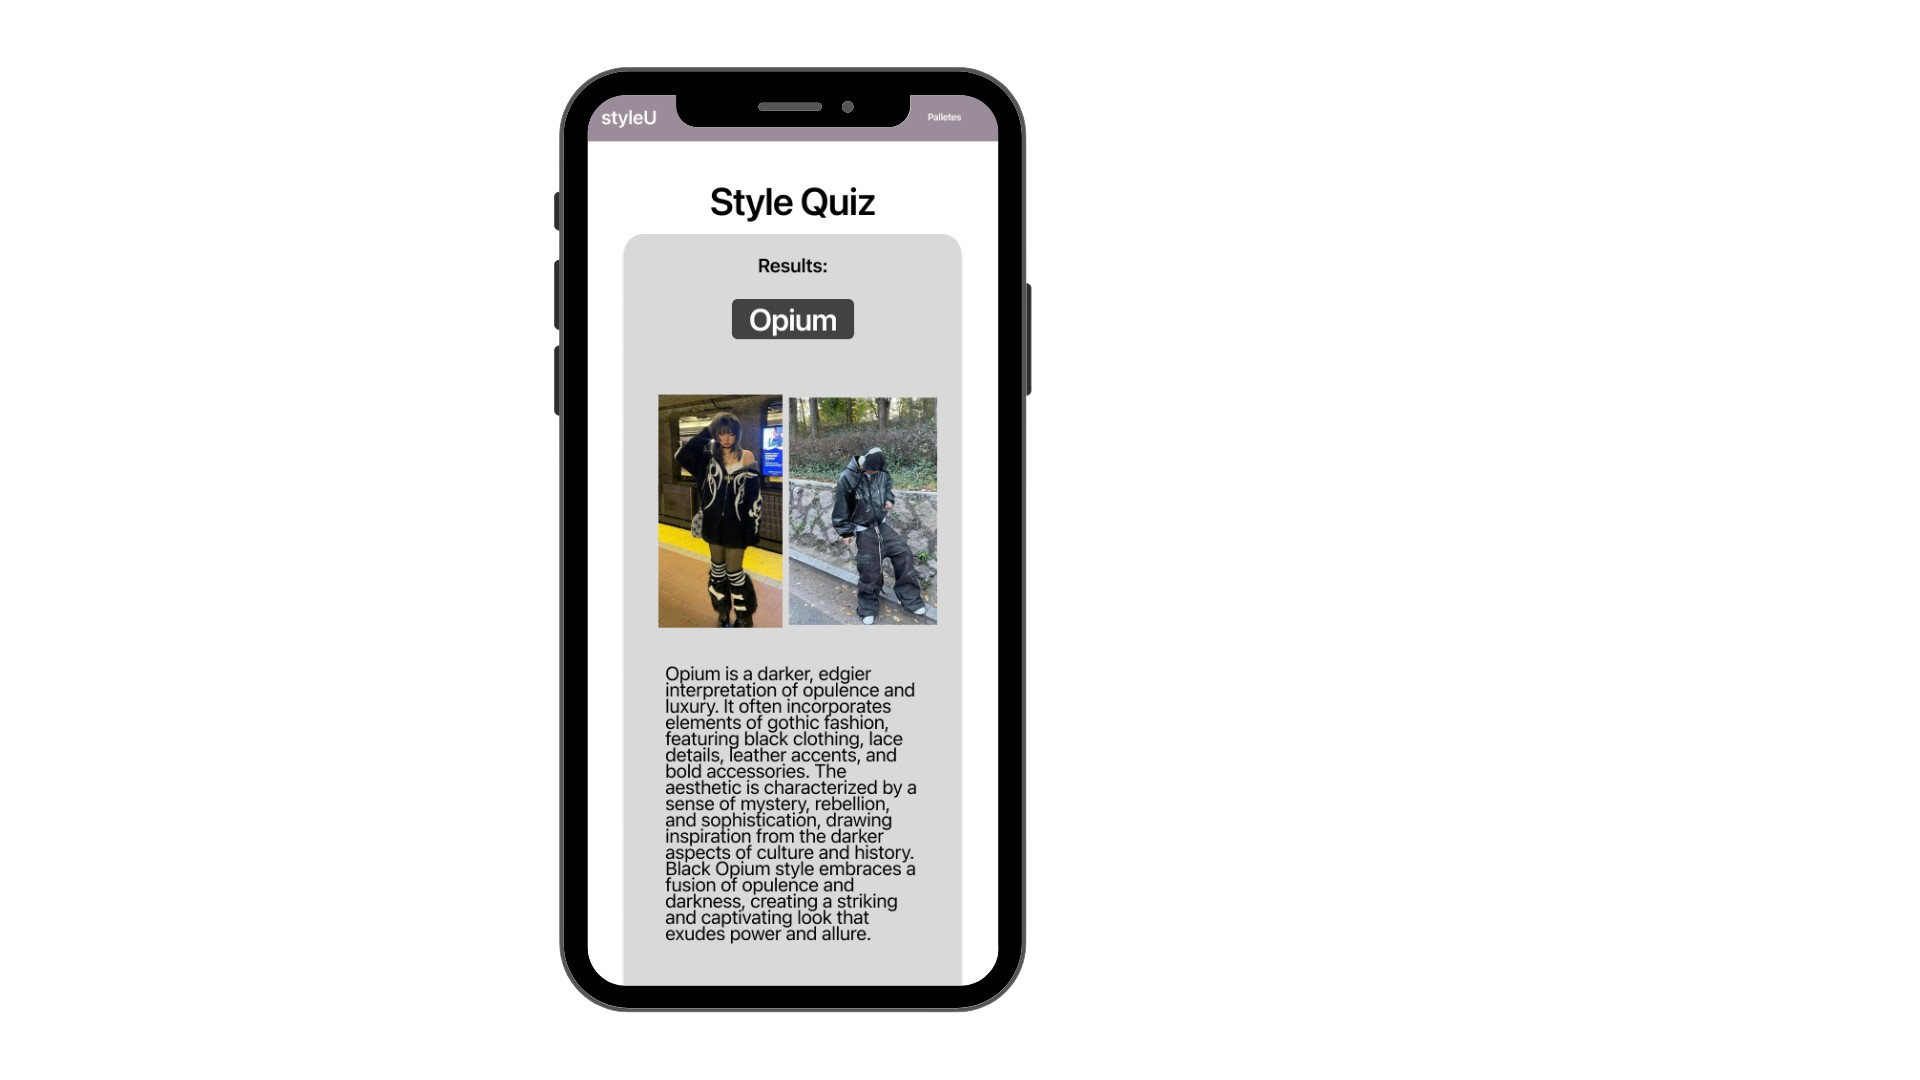 styleU
Palletes
Style Quiz
Results:
Opium
Opium is a darker, edgier
interpretation of opulence and
luxury. It often incorporates
elements of gothic fashion,
featuring black clothing, lace
details, leather accents, and
bold accessories. The
aesthetic is characterized by a
sense of mystery, rebellion,
and sophistication, drawing
inspiration from the darker
aspects of culture and history.
Black Opium style embraces a
fusion of opulence and
darkness, creating a striking
and captivating look that
exudes power and allure.